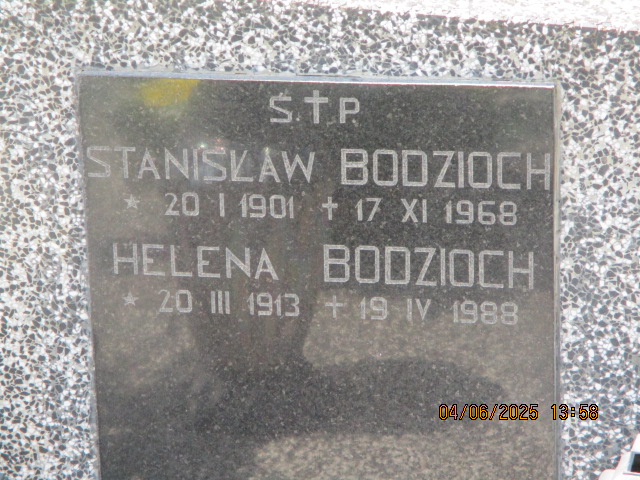 S.†P.
STANISŁAW BODZIOCH
* 20 I 1901 + 17 XI 1968
HELENA BODZIOCH
* 20 III 1913 + 19 IV 1988
04/06/2025 13:58